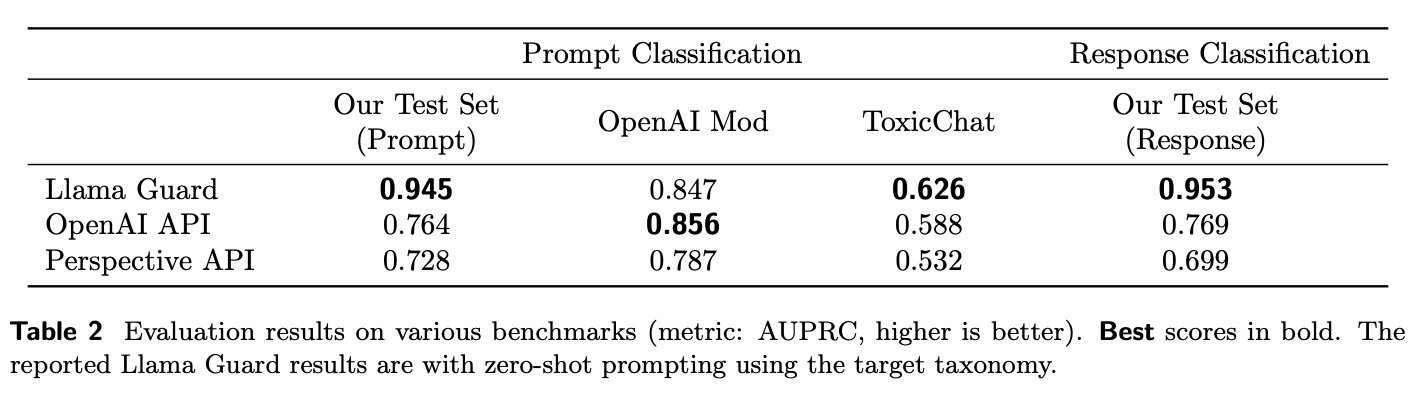 Prompt Classification Response Classification
Our Test Set (Prompt) OpenAI Mod ToxicChat Our Test Set (Response)
Llama Guard 0.945 0.847 0.626 0.953
OpenAI API 0.764 0.856 0.588 0.769
Perspective API 0.728 0.787 0.532 0.699
Table 2 Evaluation results on various benchmarks (metric: AUPRC, higher is better). Best scores in bold. The
reported Llama Guard results are with zero-shot prompting using the target taxonomy.